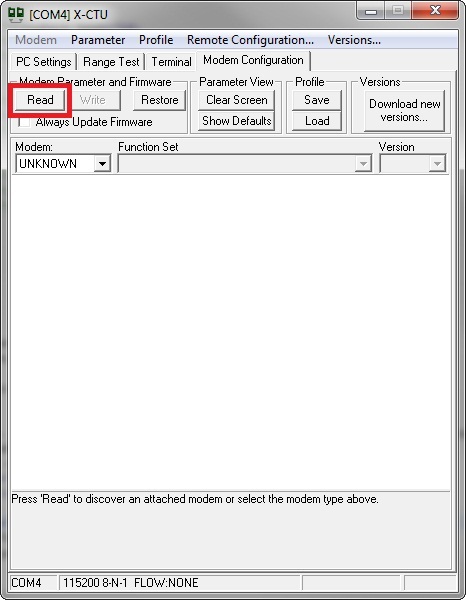 [COM4] X-CTU
Modem Parameter Profile Remote Configuration... Versions...
PC Settings Range Test Terminal Modem Configuration
Modem Parameter and Firmware Parameter View Profile Versions
Read Write Restore Clear Screen Save Download new
versions...
Always Update Firmware Show Defaults Load
Modem: Function Set Version
UNKNOWN
Press 'Read' to discover an attached modem or select the modem type above.
COM4 115200 8-N-1 FLOW:NONE